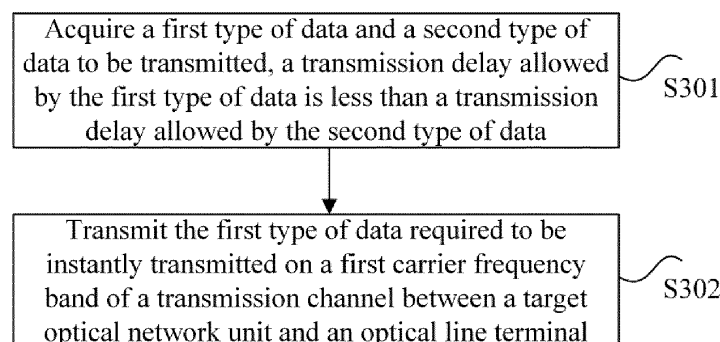 Acquire a first type of data and a second type of
data to be transmitted, a transmission delay allowed
by the first type of data is less than a transmission
delay allowed by the second type of data
S301
Transmit the first type of data required to be
instantly transmitted on a first carrier frequency
band of a transmission channel between a target
optical network unit and an optical line terminal
S302